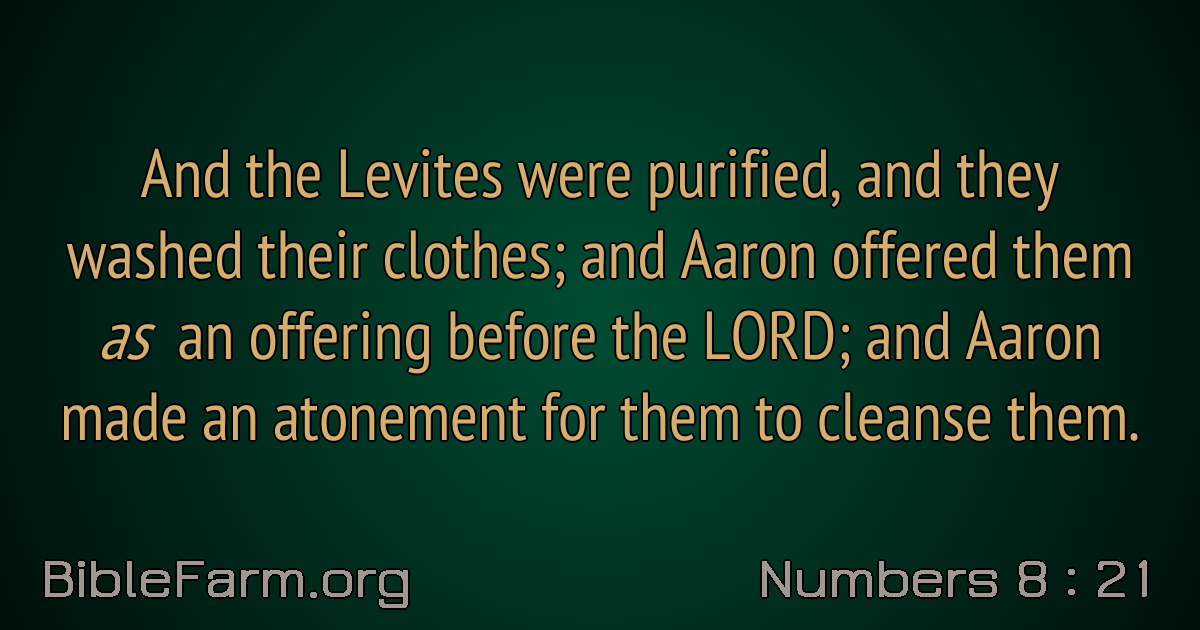 And the Levites were purified, and they
washed their clothes; and Aaron offered them
as an offering before the LORD; and Aaron
made an atonement for them to cleanse them.
BibleFarm.org
Numbers 8 : 21